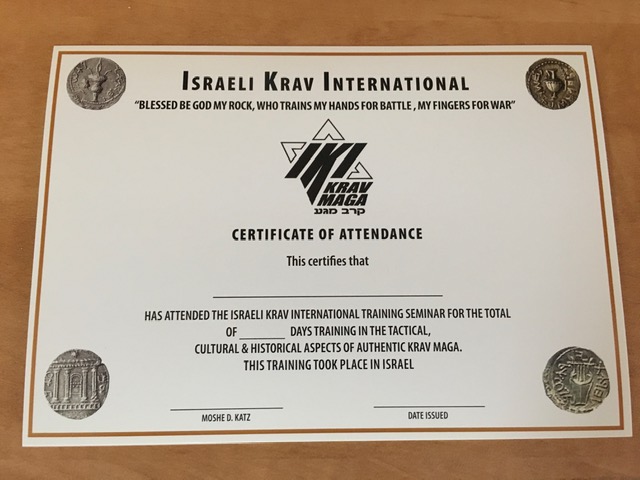 ISRAELI KRAV INTERNATIONAL
"BLESSED BE GOD MY ROCK, WHO TRAINS MY HANDS FOR BATTLE , MY FINGERS FOR WAR"
IKI
KRAV
MAGA
קרב מגע
CERTIFICATE OF ATTENDANCE
This certifies that
HAS ATTENDED THE ISRAELI KRAV INTERNATIONAL TRAINING SEMINAR FOR THE TOTAL
OF ________ DAYS TRAINING IN THE TACTICAL,
CULTURAL & HISTORICAL ASPECTS OF AUTHENTIC KRAV MAGA.
THIS TRAINING TOOK PLACE IN ISRAEL
MOSHE D. KATZ
DATE ISSUED